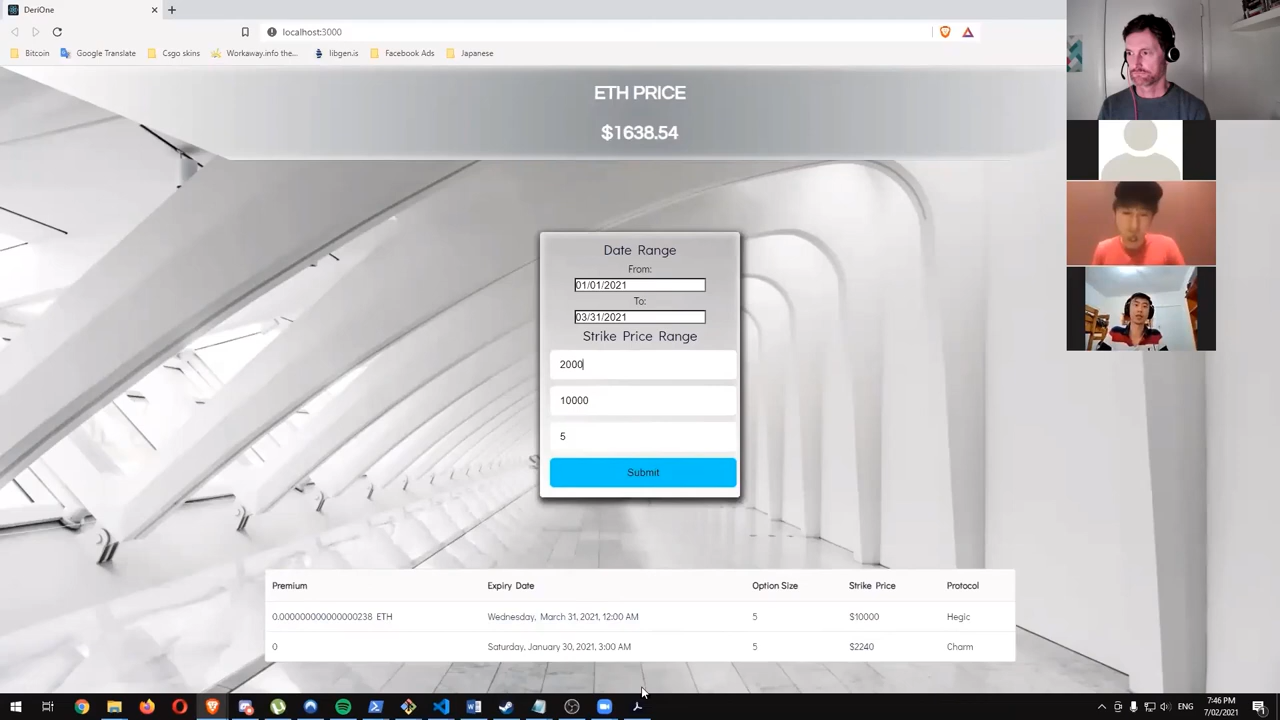 DeriOne
localhost:3000
Bitcoin Google Translate Csgo skins Workaway.info the... libgen.is Facebook Ads Japanese
ETH PRICE
$1638.54
Date Range
From:
01/01/2021
To:
03/31/2021
Strike Price Range
2000
10000
5
Submit
Premium Expiry Date Option Size Strike Price Protocol
0.000000000000000238 ETH Wednesday, March 31, 2021, 12:00 AM 5 $10000 Hegic
0 Saturday, January 30, 2021, 3:00 AM 5 $2240 Charm
ENG 7:46 PM
7/02/2021